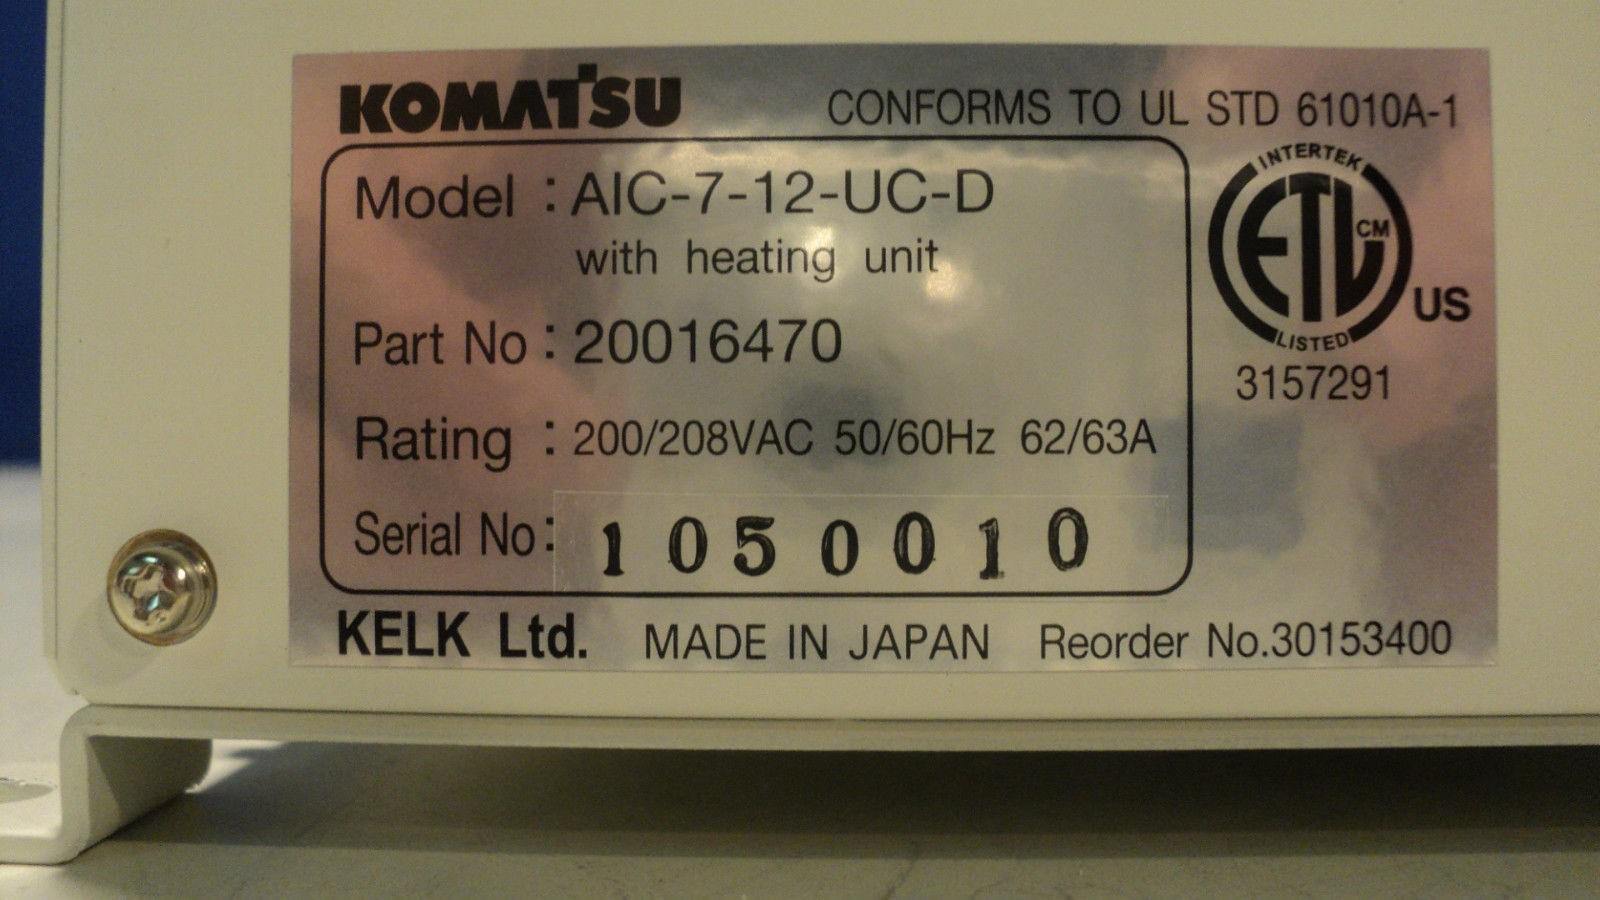 KOMATSU
CONFORMS TO UL STD 61010A-1
Model : AIC-7-12-UC-D
with heating unit
Part No : 20016470
Rating : 200/208VAC 50/60Hz 62/63A
Serial No: 1050010
INTERTEK
ETL CM
LISTED
US
3157291
KELK Ltd. MADE IN JAPAN Reorder No.30153400